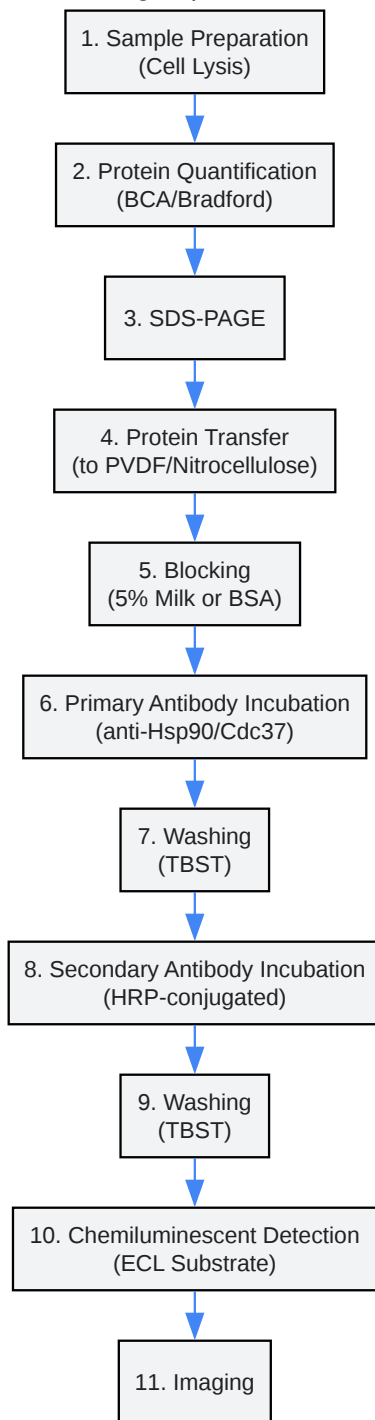 1. Sample Preparation
(Cell Lysis)
2. Protein Quantification
(BCA/Bradford)
3. SDS-PAGE
4. Protein Transfer
(to PVDF/Nitrocellulose)
5. Blocking
(5% Milk or BSA)
6. Primary Antibody Incubation
(anti-Hsp90/Cdc37)
7. Washing
(TBST)
8. Secondary Antibody Incubation
(HRP-conjugated)
9. Washing
(TBST)
10. Chemiluminescent Detection
(ECL Substrate)
11. Imaging